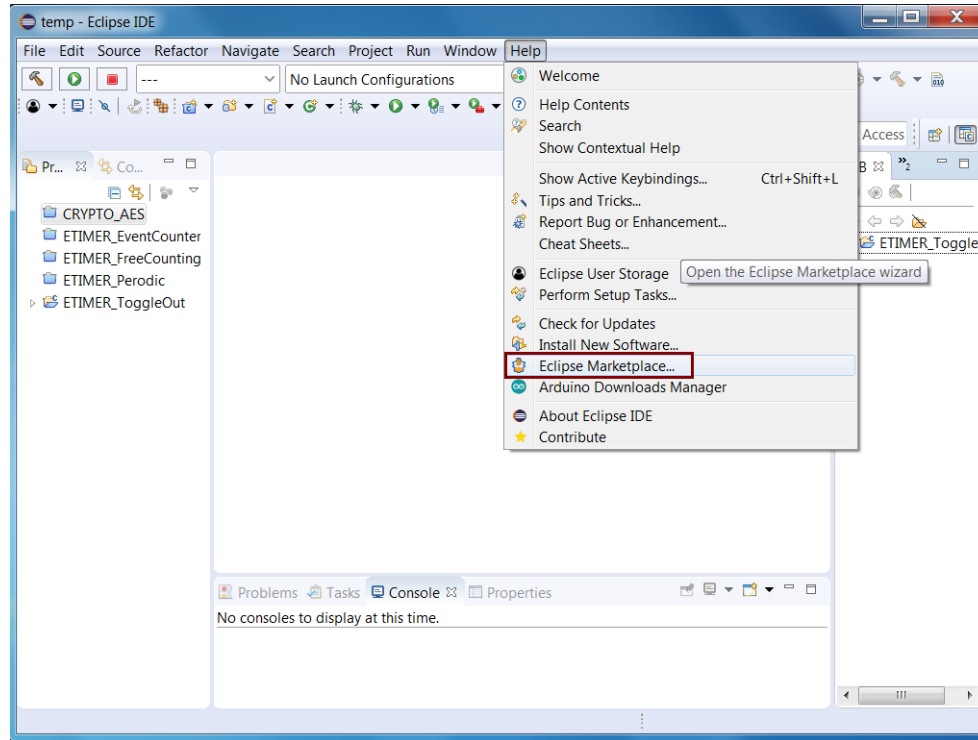 temp - Eclipse IDE
File Edit Source Refactor Navigate Search Project Run Window Help
--- No Launch Configurations
Access
Pr... Co...
B 2
CRYPTO_AES
ETIMER_EventCounter
ETIMER_FreeCounting
ETIMER_Perodic
ETIMER_ToggleOut
Welcome
Help Contents
Search
Show Contextual Help
Show Active Keybindings... Ctrl+Shift+L
Tips and Tricks...
Report Bug or Enhancement...
Cheat Sheets...
Eclipse User Storage
Open the Eclipse Marketplace wizard
Perform Setup Tasks...
Check for Updates
Install New Software...
Eclipse Marketplace...
Arduino Downloads Manager
About Eclipse IDE
Contribute
ETIMER_Toggle
Problems Tasks Console Properties
No consoles to display at this time.